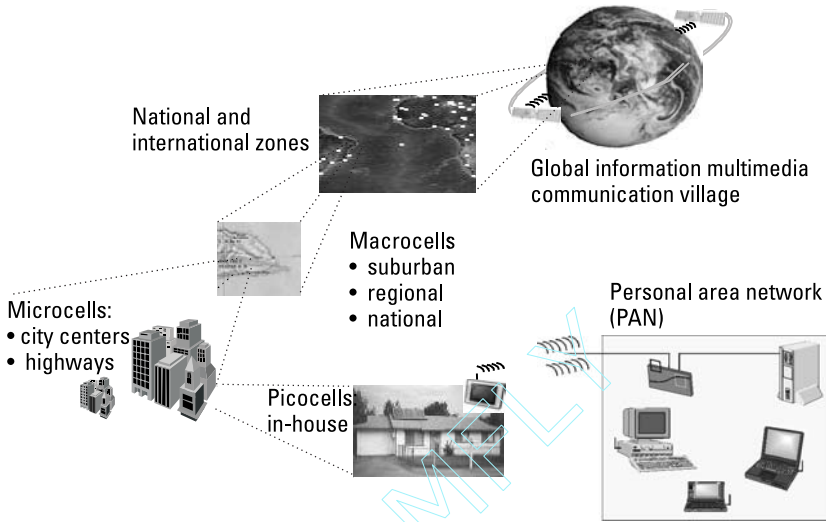 National and
international zones
Global information multimedia
communication village
Macrocells
• suburban
• regional
• national
Microcells:
• city centers
• highways
Personal area network
(PAN)
Picocells:
in-house